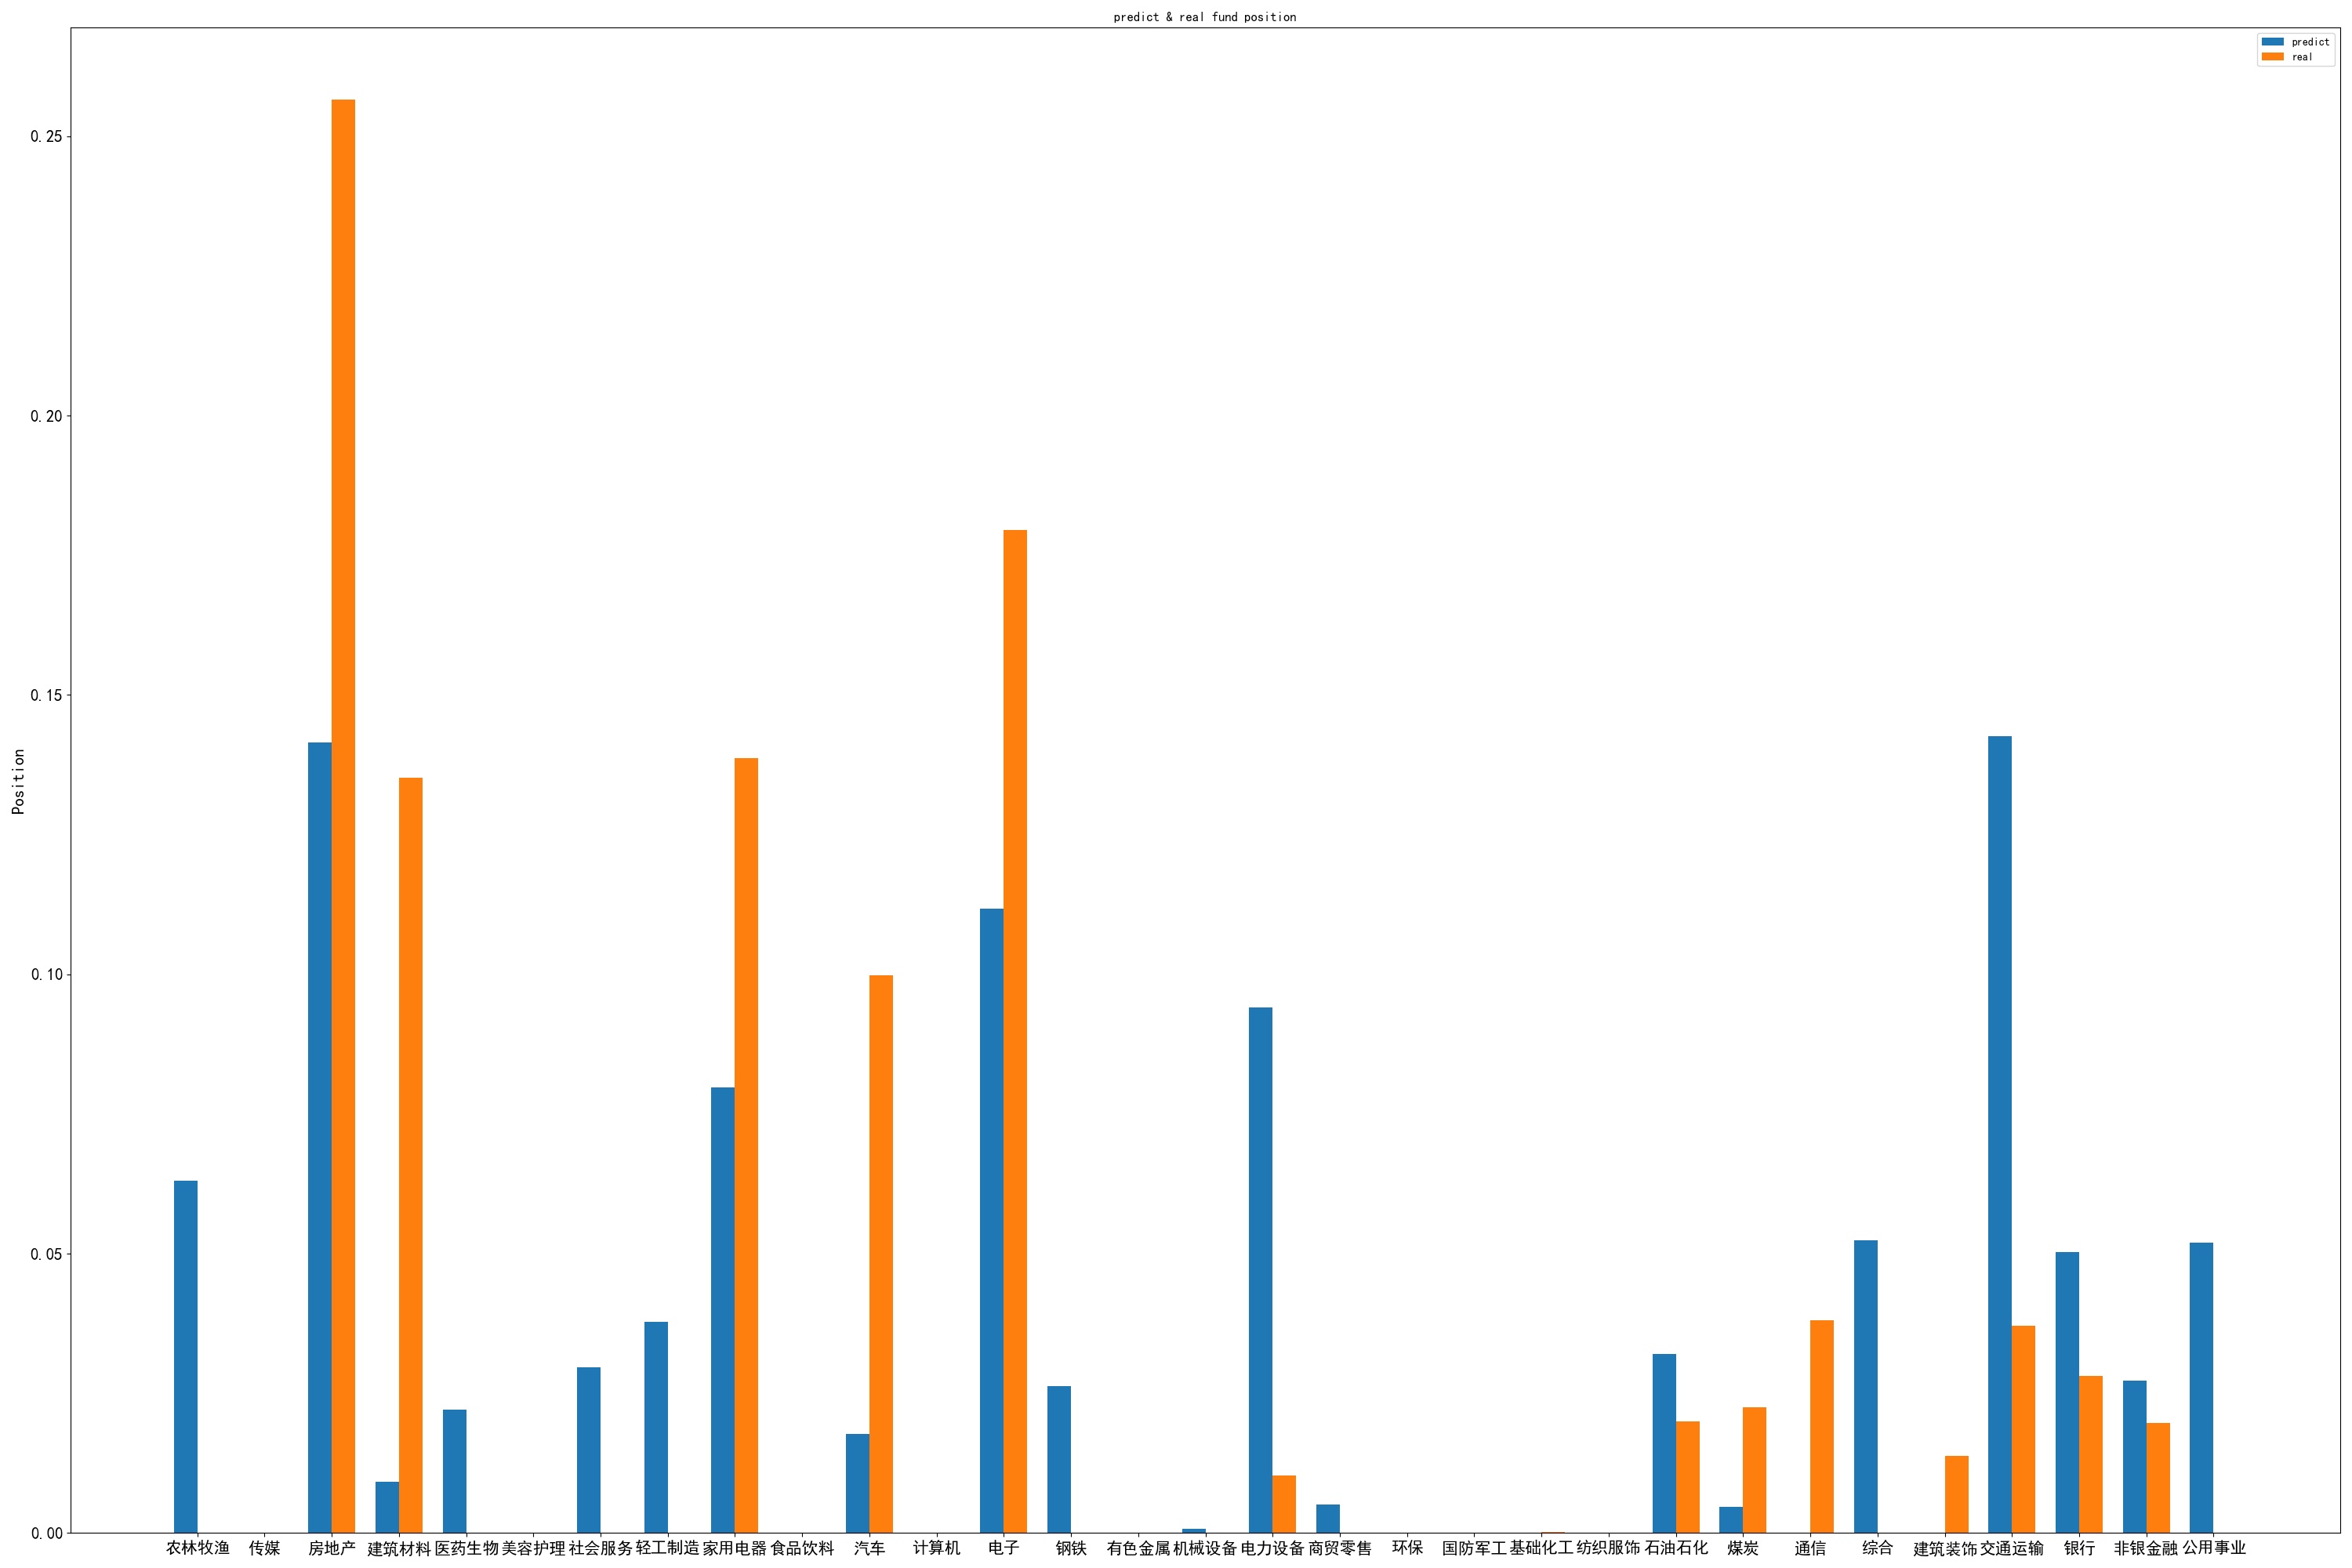 predict & real fund position
predict
real
Position
0.25
0.20
0.15
0.10
0.05
0.00
农林牧渔 传媒 房地产 建筑材料 医药生物 美容护理 社会服务 轻工制造 家用电器 食品饮料 汽车 计算机 电子 钢铁 有色金属 机械设备 电力设备 商贸零售 环保 国防军工 基础化工 纺织服饰 石油石化 煤炭 通信 综合 建筑装饰 交通运输 银行 非银金融 公用事业